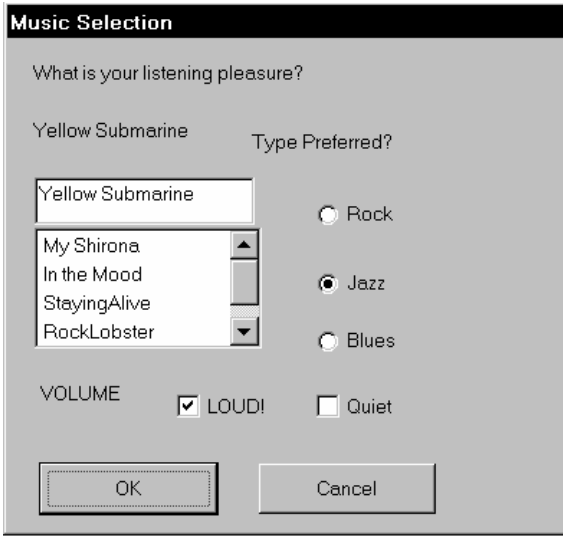 Music Selection
What is your listening pleasure?
Yellow Submarine
Type Preferred?
Yellow Submarine
My Shirona
In the Mood
StayingAlive
RockLobster
Rock
Jazz
Blues
VOLUME LOUD! Quiet
OK Cancel